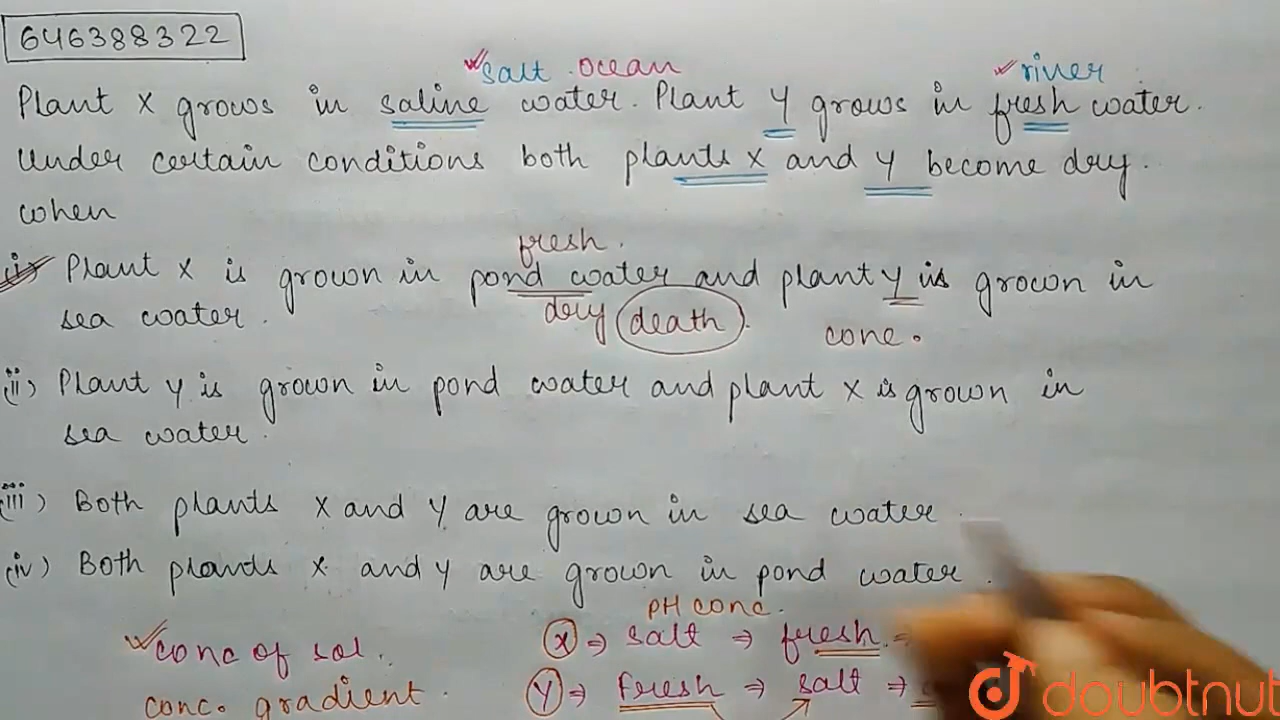 646388322
salt . ocean
river
Plant X grows in saline water. Plant Y grows in fresh water.
Under certain conditions both plants X and Y become dry.
when
fresh.
(i) Plant X is grown in pond water and plant Y is grown in
sea water.
dry (death).
conc.
(ii) Plant Y is grown in pond water and plant X is grown in
sea water.
(iii) Both plants X and Y are grown in sea water.
(iv) Both plands X and Y are grown in pond water.
PH conc.
conc of sol.
X ⇒ salt ⇒ fresh ⇒
conc. gradient.
Y ⇒ fresh ⇒ salt ⇒
doubtnut